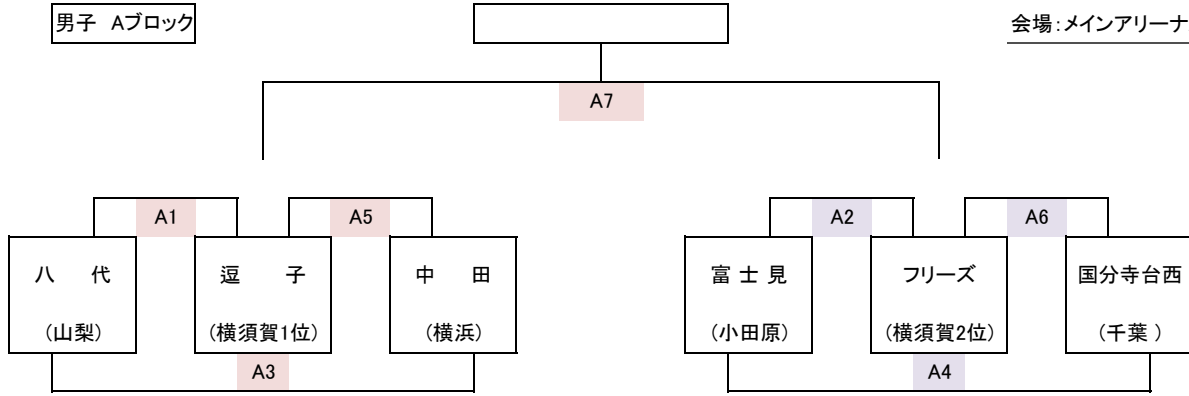 男子 Aブロック
会場：メインアリーナ
A7
A1
A5
A2
A6
八 代
(山梨)
逗 子
(横須賀1位)
中 田
(横浜)
富 士 見
(小田原)
フリーズ
(横須賀2位)
国分寺台西
(千葉 )
A3
A4